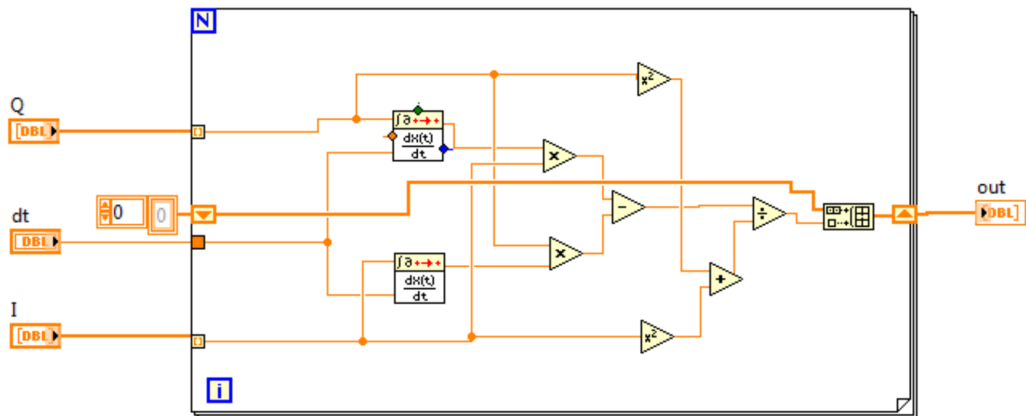 N
Q
[DBL]
x²
∫∂
dx(t)
dt
×
out
0
0
−
÷
[DBL]
dt
DBL
∫∂
×
dx(t)
dt
+
I
[DBL]
x²
i